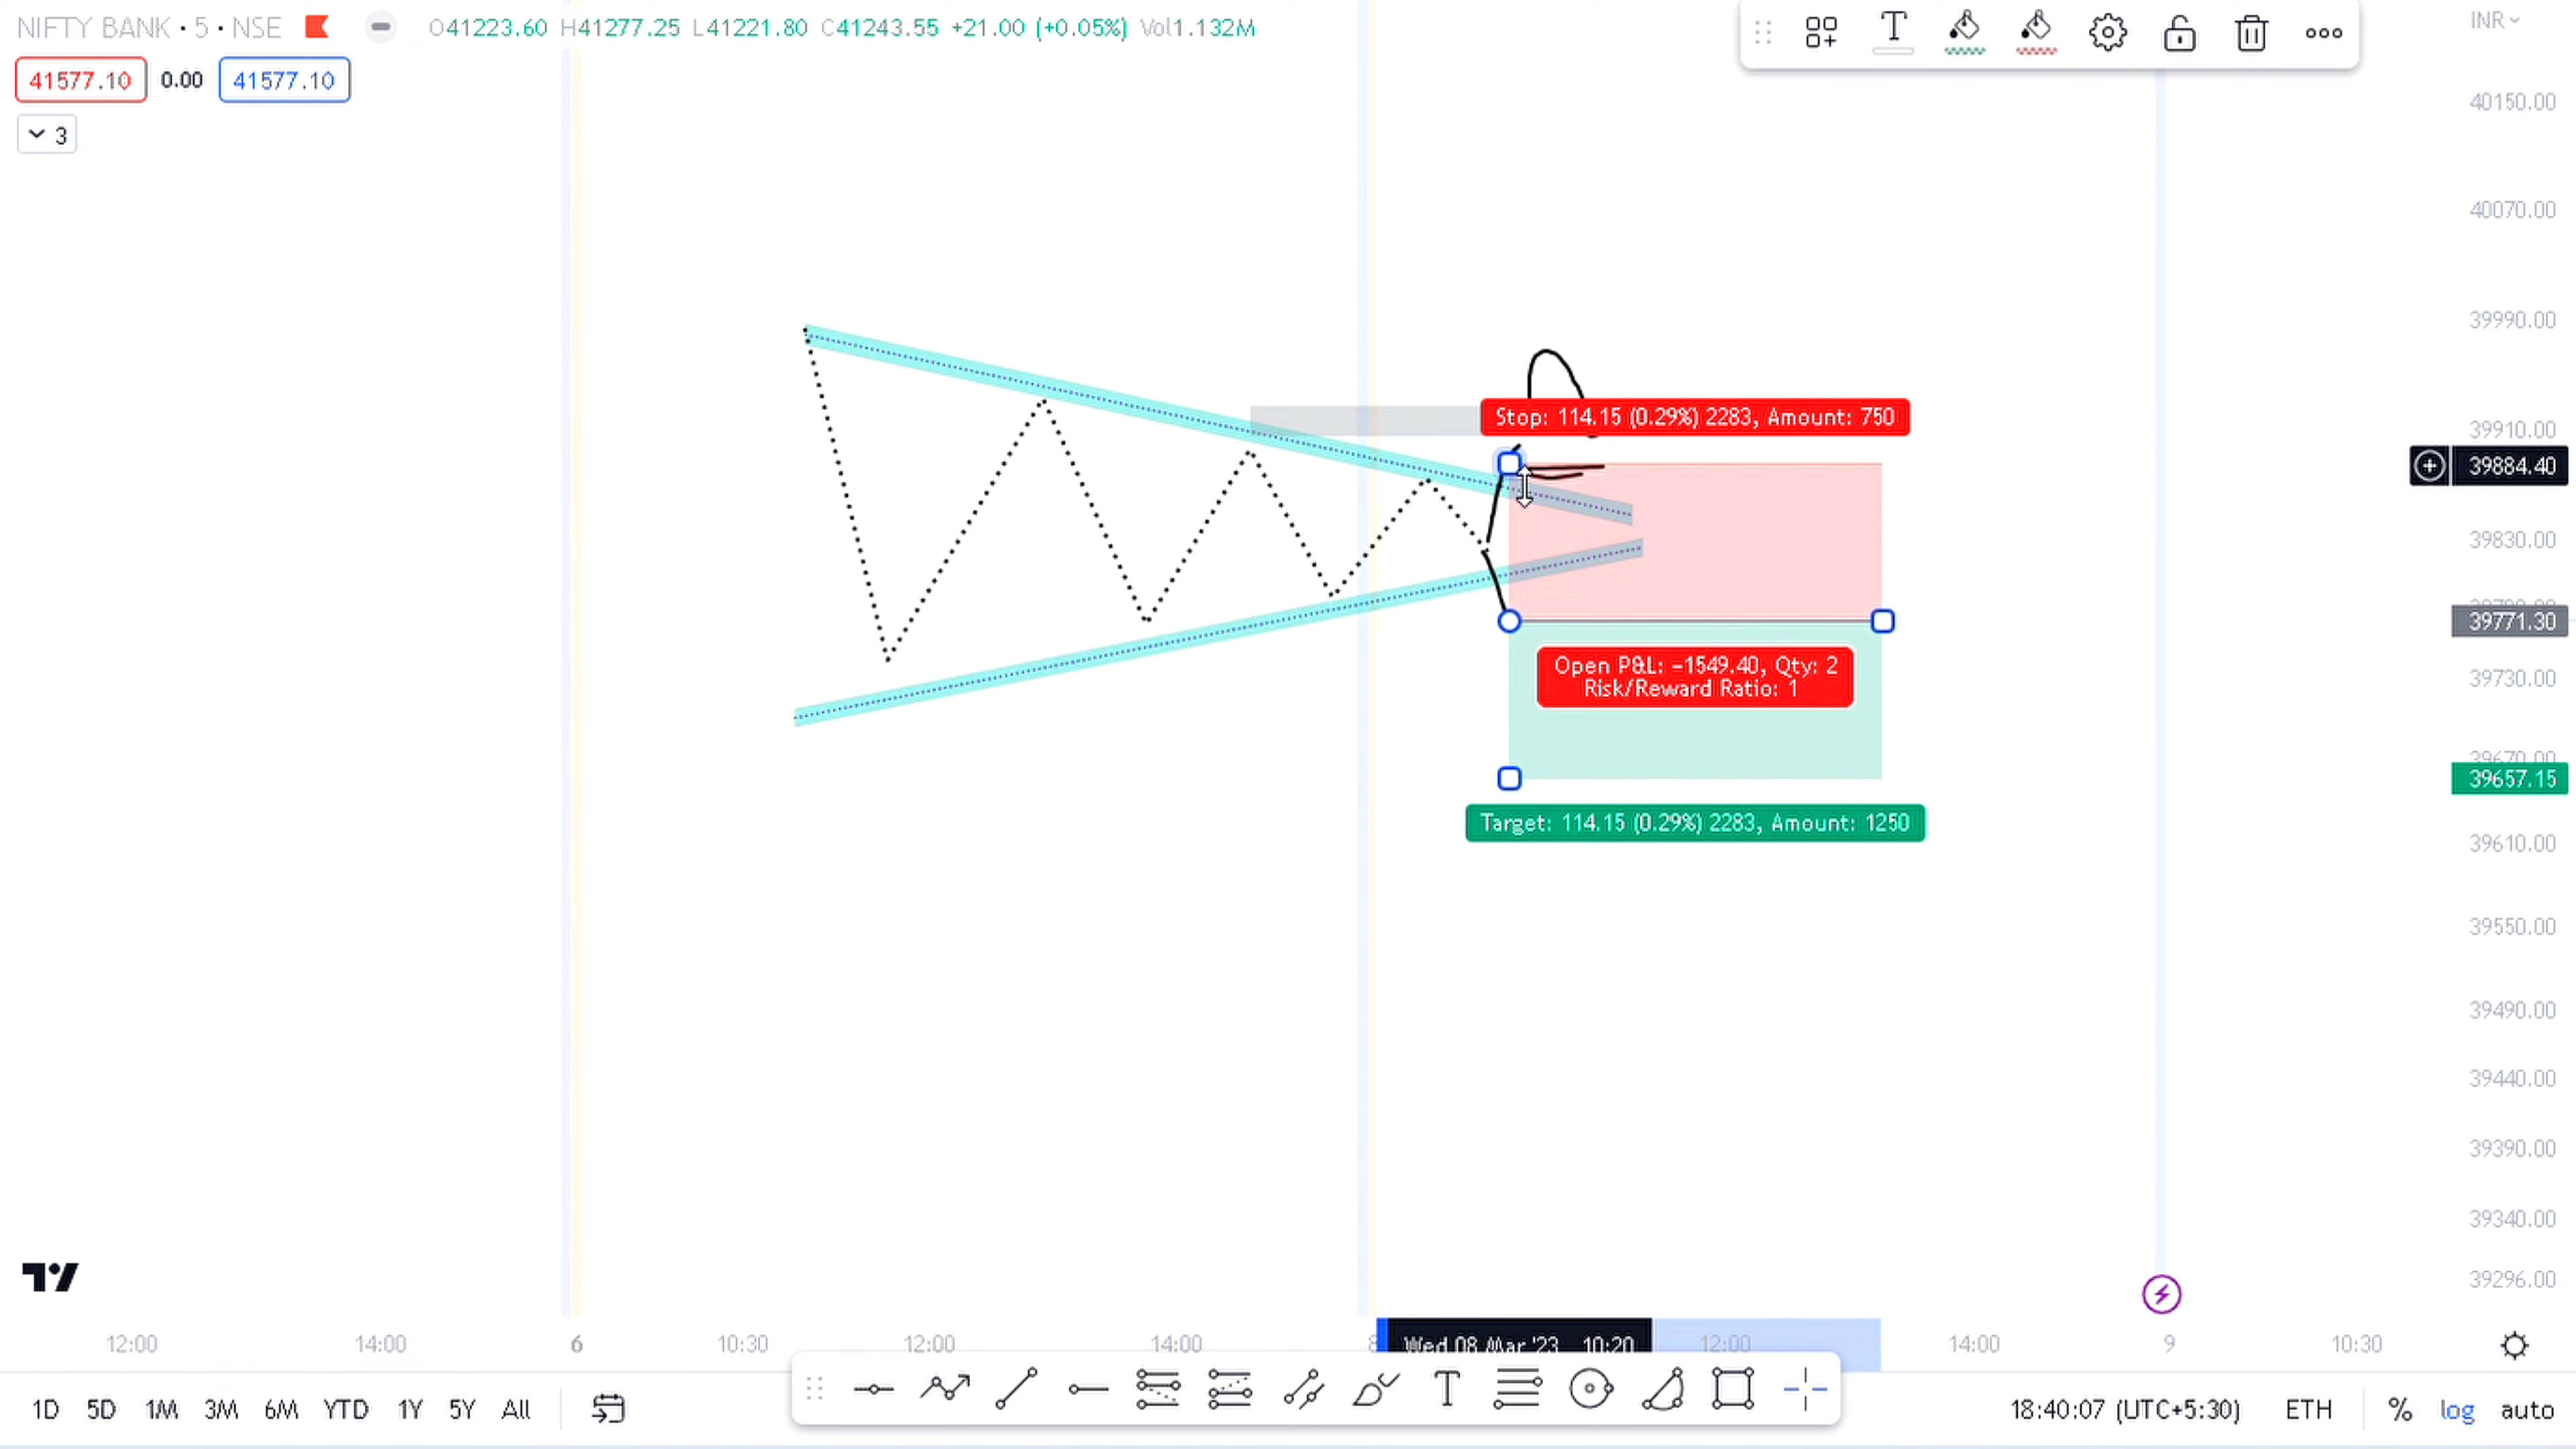 NIFTY BANK • 5 • NSE O41223.60 H41277.25 L41221.80 C41243.55 +21.00 (+0.05%) Vol1.132M
T
INR
41577.10 0.00 41577.10
3
40150.00
40070.00
39990.00
Stop: 114.15 (0.29%) 2283, Amount: 750
39910.00
39884.40
39830.00
39771.30
Open P&L: −1549.40, Qty: 2
Risk/Reward Ratio: 1
39730.00
39670.00
39657.15
Target: 114.15 (0.29%) 2283, Amount: 1250
39610.00
39550.00
39490.00
39440.00
39390.00
39340.00
39296.00
12:00 14:00 6 10:30 12:00 14:00 8 Wed 08 Mar '23 10:20 12:00 14:00 9 10:30
T
1D 5D 1M 3M 6M YTD 1Y 5Y All 18:40:07 (UTC+5:30) ETH % log auto